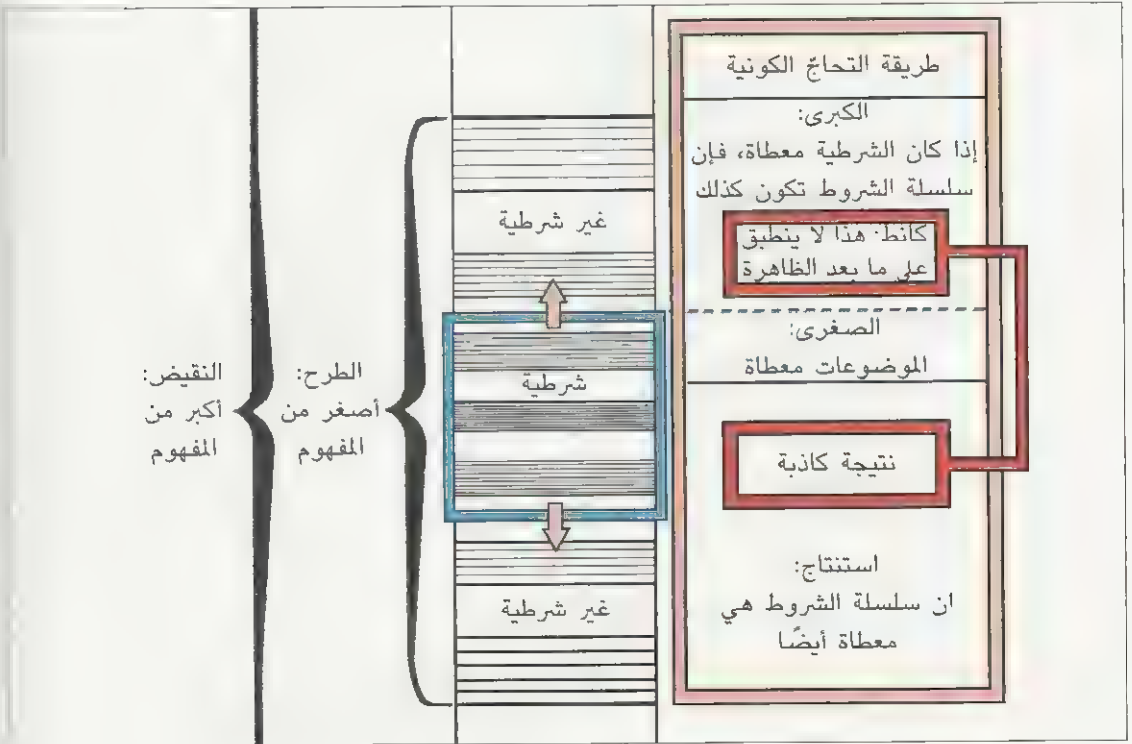 طريقة التحاجّ الكونية
الكبرى:
إذا كان الشرطية معطاة، فإن
سلسلة الشروط تكون كذلك
كانط: هذا لا ينطبق
على ما بعد الظاهرة
الصغرى:
الموضوعات معطاة
نتيجة كاذبة
استنتاج:
ان سلسلة الشروط هي
معطاة أيضًا
غير شرطية
شرطية
غير شرطية
الطرح:
أصغر من
المفهوم
النقيض:
أكبر من
المفهوم